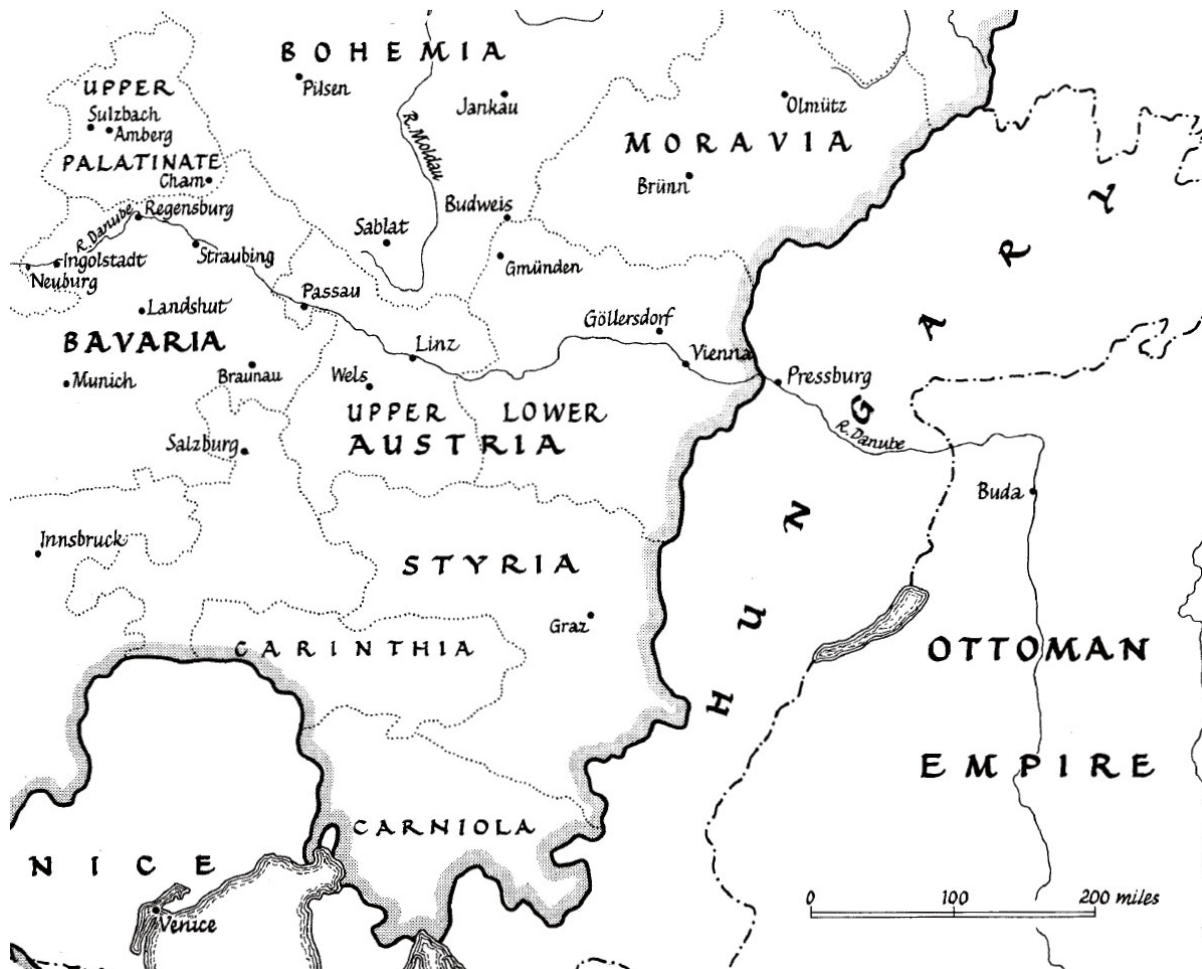 BOHEMIA
Pilsen
Jankau
R. Moldau
UPPER
Sulzbach
Amberg
PALATINATE
Cham
Olmütz
MORAVIA
Brünn
R. Danube
Regensburg
Ingolstadt
Neuburg
Straubing
Sablat
Budweis
Gmünden
Passau
Landshut
BAVARIA
Munich
Braunau
Linz
Wels
Göllersdorf
Vienna
Pressburg
R. Danube
UPPER LOWER
AUSTRIA
Salzburg
HUNGARY
Buda
Innsbruck
STYRIA
Graz
CARINTHIA
OTTOMAN
EMPIRE
CARNIOLA
NICE
Venice
0 100 200 miles